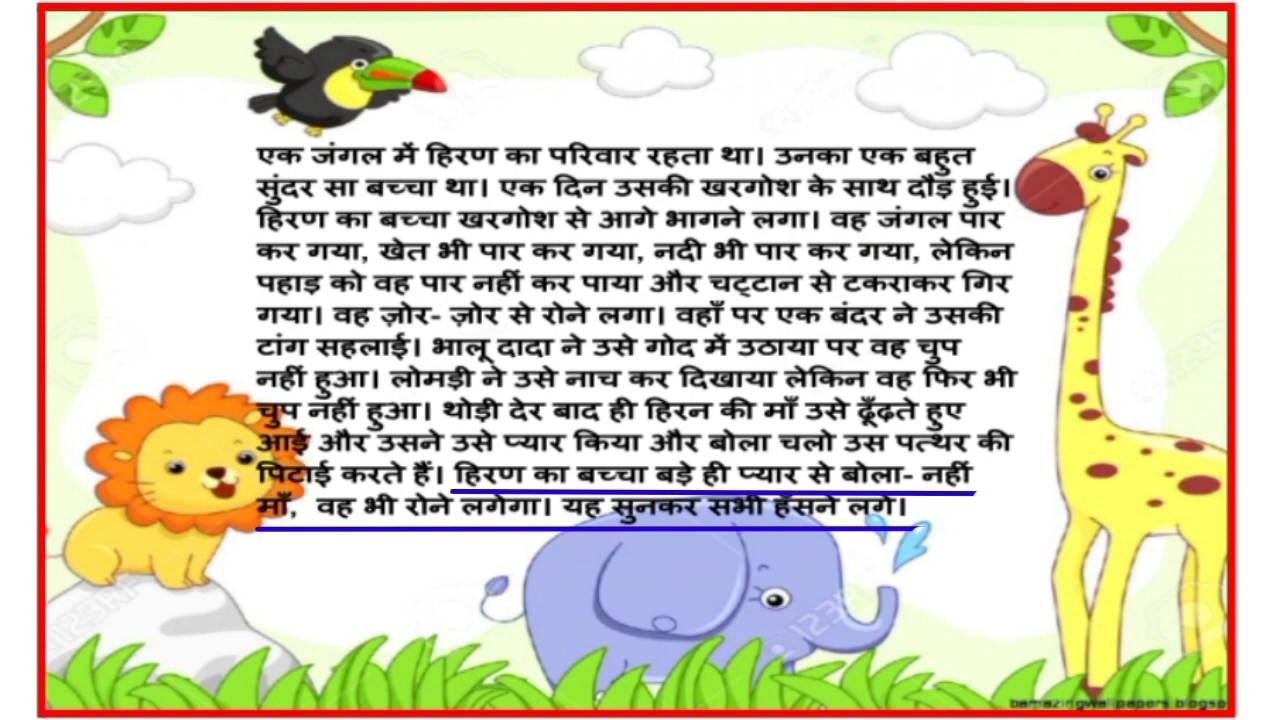 एक जंगल में हिरण का परिवार रहता था। उनका एक बहुत
सुंदर सा बच्चा था। एक दिन उसकी खरगोश के साथ दौड़ हुई।
हिरण का बच्चा खरगोश से आगे भागने लगा। वह जंगल पार
कर गया, खेत भी पार कर गया, नदी भी पार कर गया, लेकिन
पहाड़ को वह पार नहीं कर पाया और चट्टान से टकराकर गिर
गया। वह ज़ोर- ज़ोर से रोने लगा। वहाँ पर एक बंदर ने उसकी
टांग सहलाई। भालू दादा ने उसे गोद में उठाया पर वह चुप
नहीं हुआ। लोमड़ी ने उसे नाच कर दिखाया लेकिन वह फिर भी
चुप नहीं हुआ। थोड़ी देर बाद ही हिरन की माँ उसे ढूँढ़ते हुए
आई और उसने उसे प्यार किया और बोला चलो उस पत्थर की
पिटाई करते हैं। हिरण का बच्चा बड़े ही प्यार से बोला- नहीं
माँ, वह भी रोने लगेगा। यह सुनकर सभी हँसने लगे।